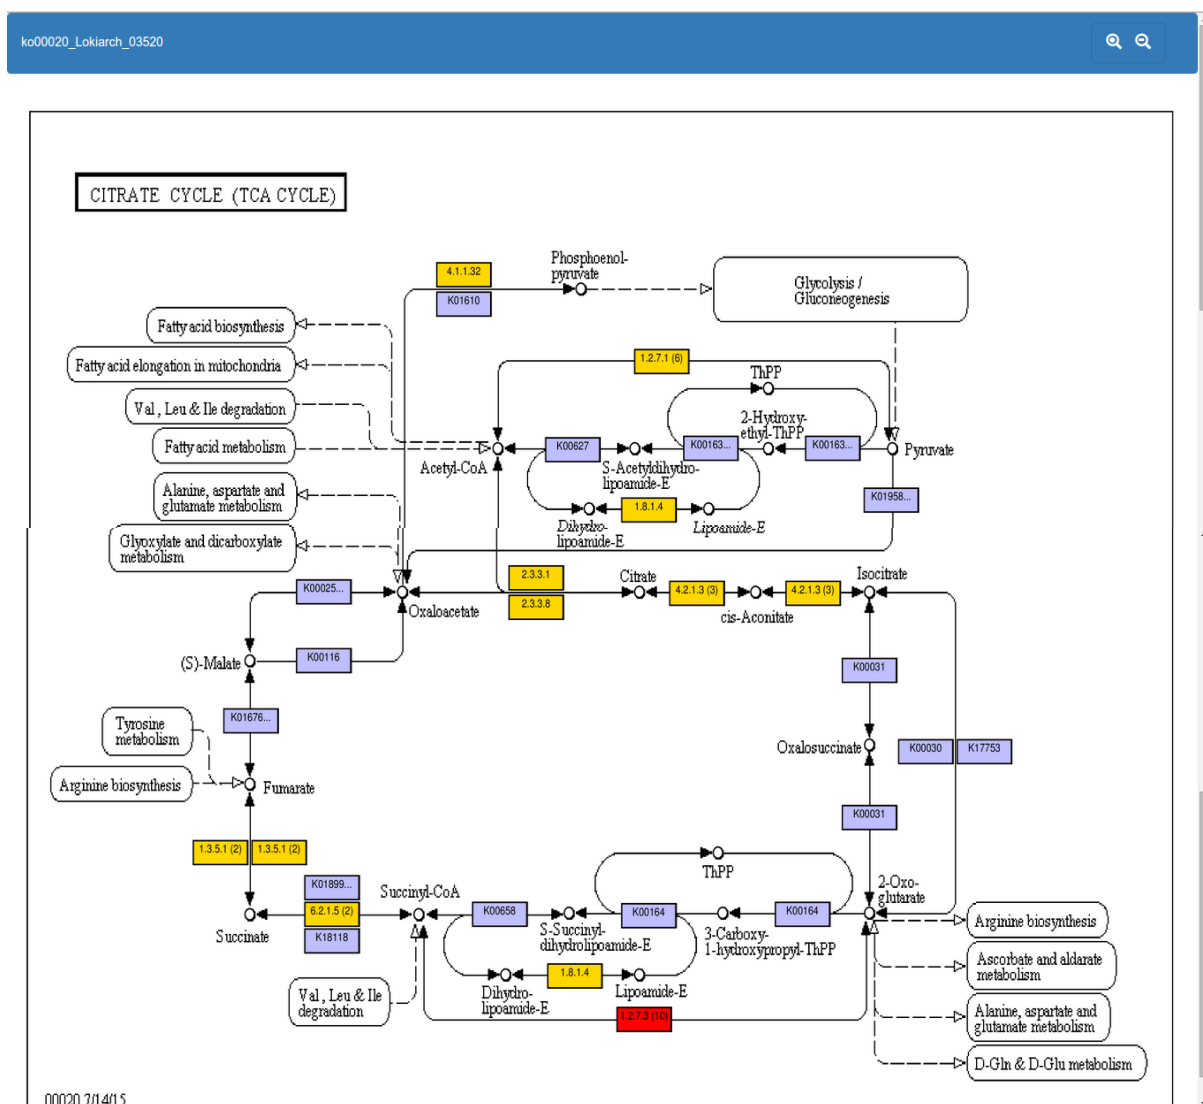 ko00020_Lokiarch_03520
CITRATE CYCLE (TCA CYCLE)
4.1.1.32
K01610
Phosphoenol-
pyruvate
Glycolysis /
Gluconeogenesis
Fatty acid biosynthesis
Fatty acid elongation in mitochondria
Val , Leu & Ile degradation
Fatty acid metabolism
Alanine, aspartate and
glutamate metabolism
Glyoxylate and dicarboxylate
metabolism
1.2.7.1 (6)
ThPP
2-Hydroxy-
ethyl-ThPP
K00627
K00163...
K00163...
Acetyl-CoA
S-Acetyldihydro-
lipoamide-E
Pyruvate
K01958...
1.8.1.4
Dihydro-
lipoamide-E
Lipoamide-E
2.3.3.1
2.3.3.8
Citrate
4.2.1.3 (3)
cis-Aconitate
4.2.1.3 (3)
Isocitrate
K00025...
Oxaloacetate
(S)-Malate
K00116
K00031
K01676...
Tyrosine
metabolism
Oxalosuccinate
K00030
K17753
Arginine biosynthesis
Fumarate
K00031
1.3.5.1 (2)
1.3.5.1 (2)
ThPP
K01899...
6.2.1.5 (2)
K18118
Succinate
Succinyl-CoA
K00658
K00164
K00164
2-Oxo-
glutarate
S-Succinyl-
dihydrolipoamide-E
3-Carboxy-
1-hydroxypropyl-ThPP
Arginine biosynthesis
1.8.1.4
Dihydro-
lipoamide-E
Lipoamide-E
Val , Leu & Ile
degradation
1.2.7.3 (10)
Ascorbate and aldarate
metabolism
Alanine, aspartate and
glutamate metabolism
D-Gln & D-Glu metabolism
00020 7/14/15